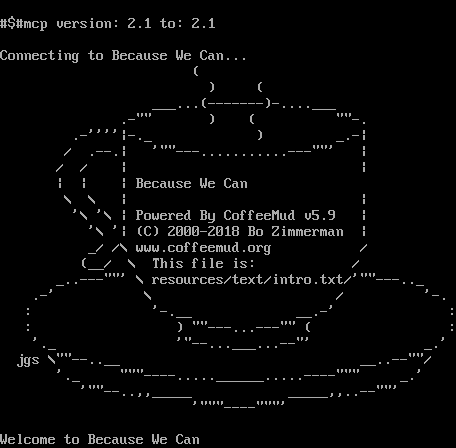 #$#mcp version: 2.1 to: 2.1
Connecting to Because We Can...
Because We Can
Powered By CoffeeMud v5.9
(C) 2000-2018 Bo Zimmerman
www.coffeemud.org
This file is:
resources/text/intro.txt/
jgs
Welcome to Because We Can